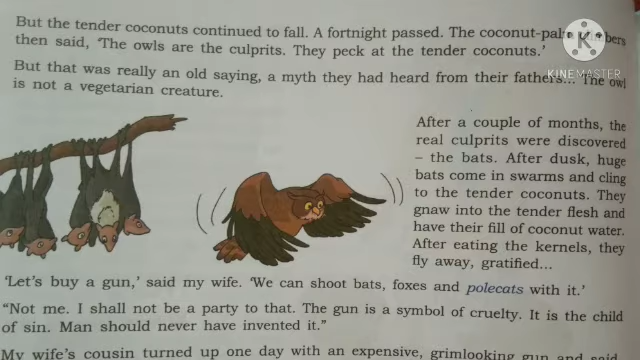 But the tender coconuts continued to fall. A fortnight passed. The coconut-palm
then said, 'The owls are the culprits. They peck at the tender coconuts.'
But that was really an old saying, a myth they had heard from their fathers... The owl
is not a vegetarian creature.
KINEMASTER
After a couple of months, the
real culprits were discovered
– the bats. After dusk, huge
bats come in swarms and cling
to the tender coconuts. They
gnaw into the tender flesh and
have their fill of coconut water.
After eating the kernels, they
fly away, gratified...
'Let's buy a gun,' said my wife. 'We can shoot bats, foxes and polecats with it.'
"Not me. I shall not be a party to that. The gun is a symbol of cruelty. It is the child
of sin. Man should never have invented it."
My wife's cousin turned up one day with an expensive, grimlooking gun and said